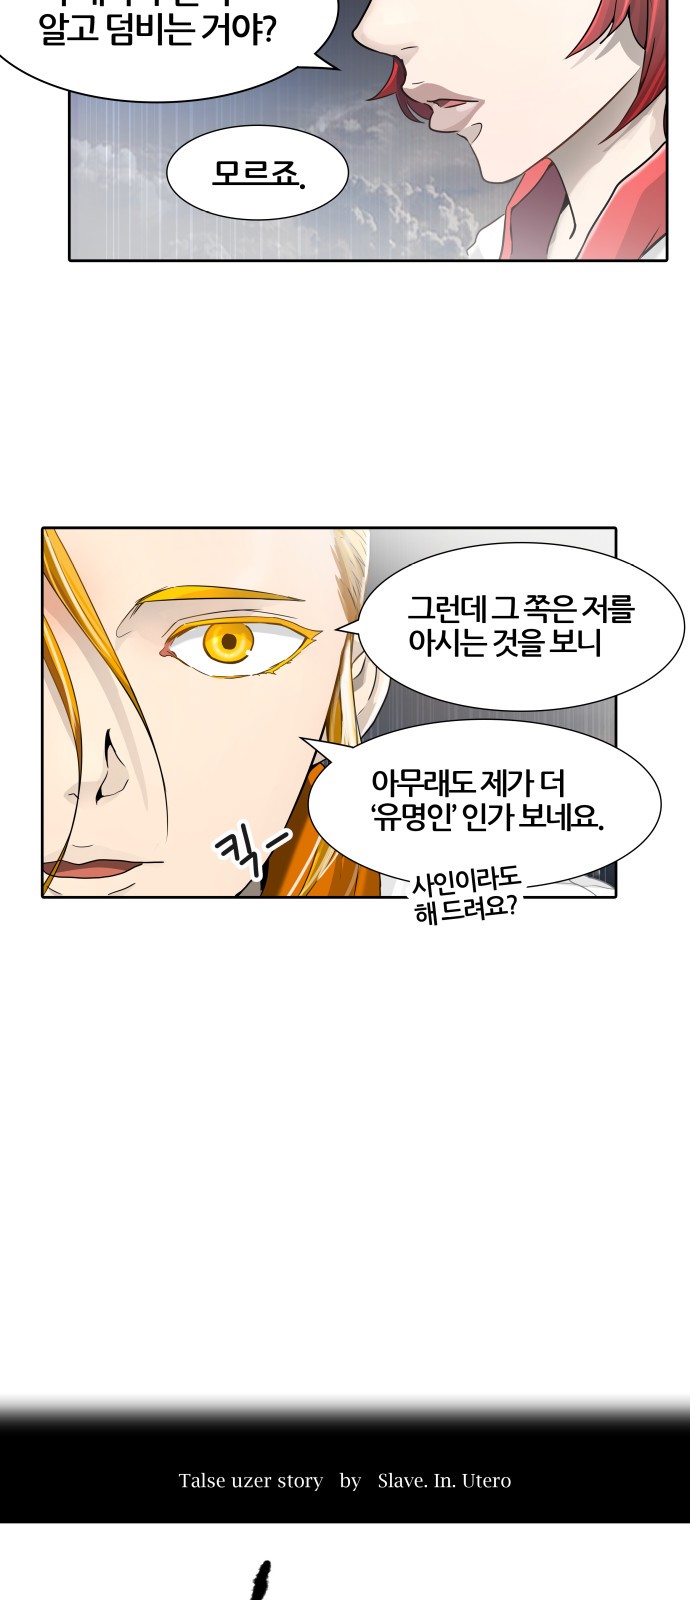 알고 덤비는 거야?
모르죠.
그런데 그 쪽은 저를
아시는 것을 보니
아무래도 제가 더
‘유명인’ 인가 보네요.
킥-
사인이라도
해 드려요?
Talse uzer story by Slave. In. Utero